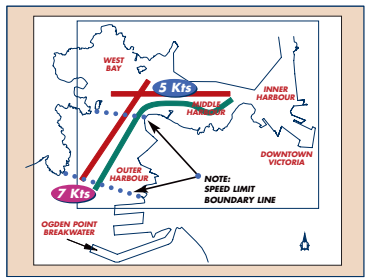 WEST
BAY
5 Kts
INNER
HARBOUR
MIDDLE
HARBOUR
DOWNTOWN
VICTORIA
OUTER
HARBOUR
NOTE:
SPEED LIMIT
BOUNDARY LINE
7 Kts
OGDEN POINT
BREAKWATER